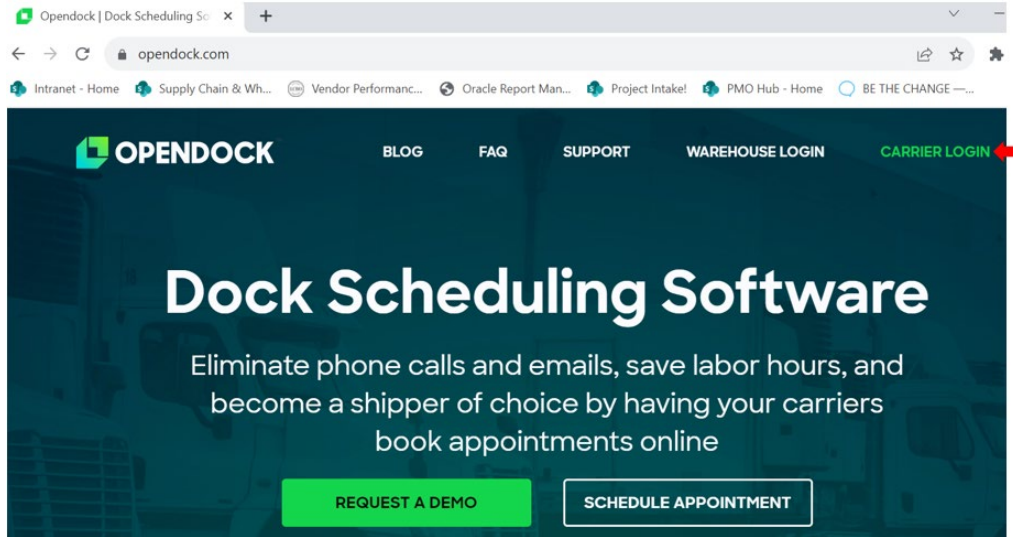 Opendock | Dock Scheduling So
opendock.com
Intranet - Home Supply Chain & Wh... Vendor Performanc... Oracle Report Man... Project Intake! PMO Hub - Home BE THE CHANGE —...
OPENDOCK BLOG FAQ SUPPORT WAREHOUSE LOGIN CARRIER LOGIN
Dock Scheduling Software
Eliminate phone calls and emails, save labor hours, and
become a shipper of choice by having your carriers
book appointments online
REQUEST A DEMO SCHEDULE APPOINTMENT